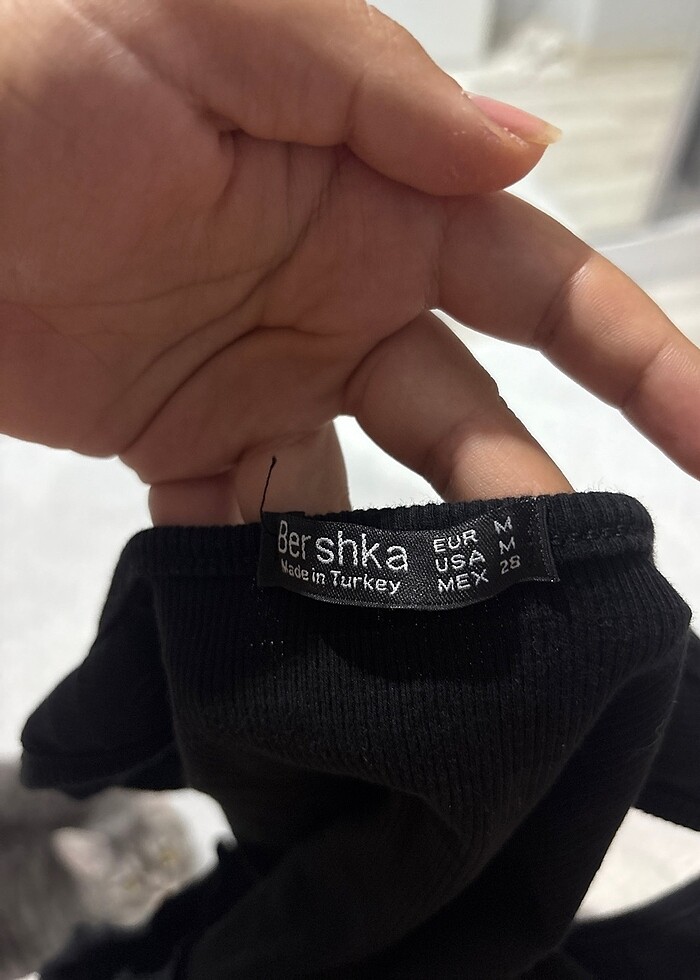 Bershka
Made in Turkey
EUR M
USA M
MEX 28